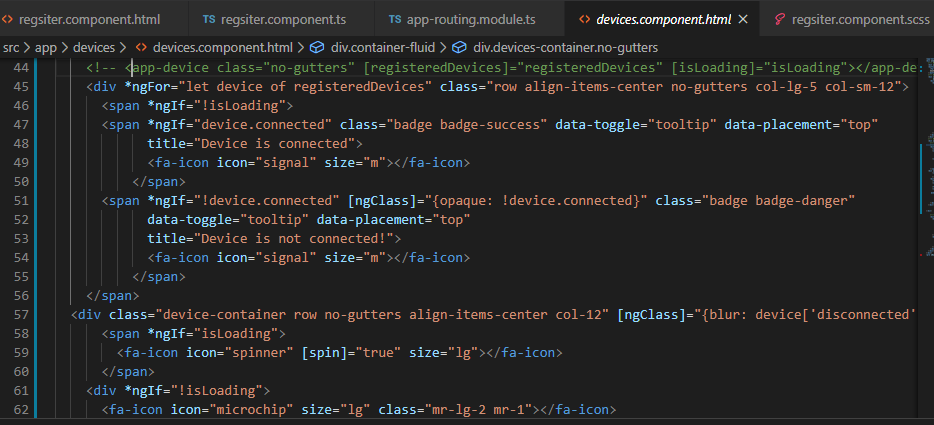 <> regsiter.component.html TS regsiter.component.ts TS app-routing.module.ts <> devices.component.html × regsiter.component.scss
src > app > devices > <> devices.component.html > div.container-fluid > div.devices-container.no-gutters
44 <!-- <app-device class="no-gutters" [registeredDevices]="registeredDevices" [isLoading]="isLoading"></app-de
45 <div *ngFor="let device of registeredDevices" class="row align-items-center no-gutters col-lg-5 col-sm-12">
46 <span *ngIf="!isLoading">
47 <span *ngIf="device.connected" class="badge badge-success" data-toggle="tooltip" data-placement="top"
48 title="Device is connected">
49 <fa-icon icon="signal" size="m"></fa-icon>
50 </span>
51 <span *ngIf="!device.connected" [ngClass]="{opaque: !device.connected}" class="badge badge-danger"
52 data-toggle="tooltip" data-placement="top"
53 title="Device is not connected!">
54 <fa-icon icon="signal" size="m"></fa-icon>
55 </span>
56 </span>
57 <div class="device-container row no-gutters align-items-center col-12" [ngClass]="{blur: device['disconnected'
58 <span *ngIf="isLoading">
59 <fa-icon icon="spinner" [spin]="true" size="lg"></fa-icon>
60 </span>
61 <div *ngIf="!isLoading">
62 <fa-icon icon="microchip" size="lg" class="mr-lg-2 mr-1"></fa-icon>